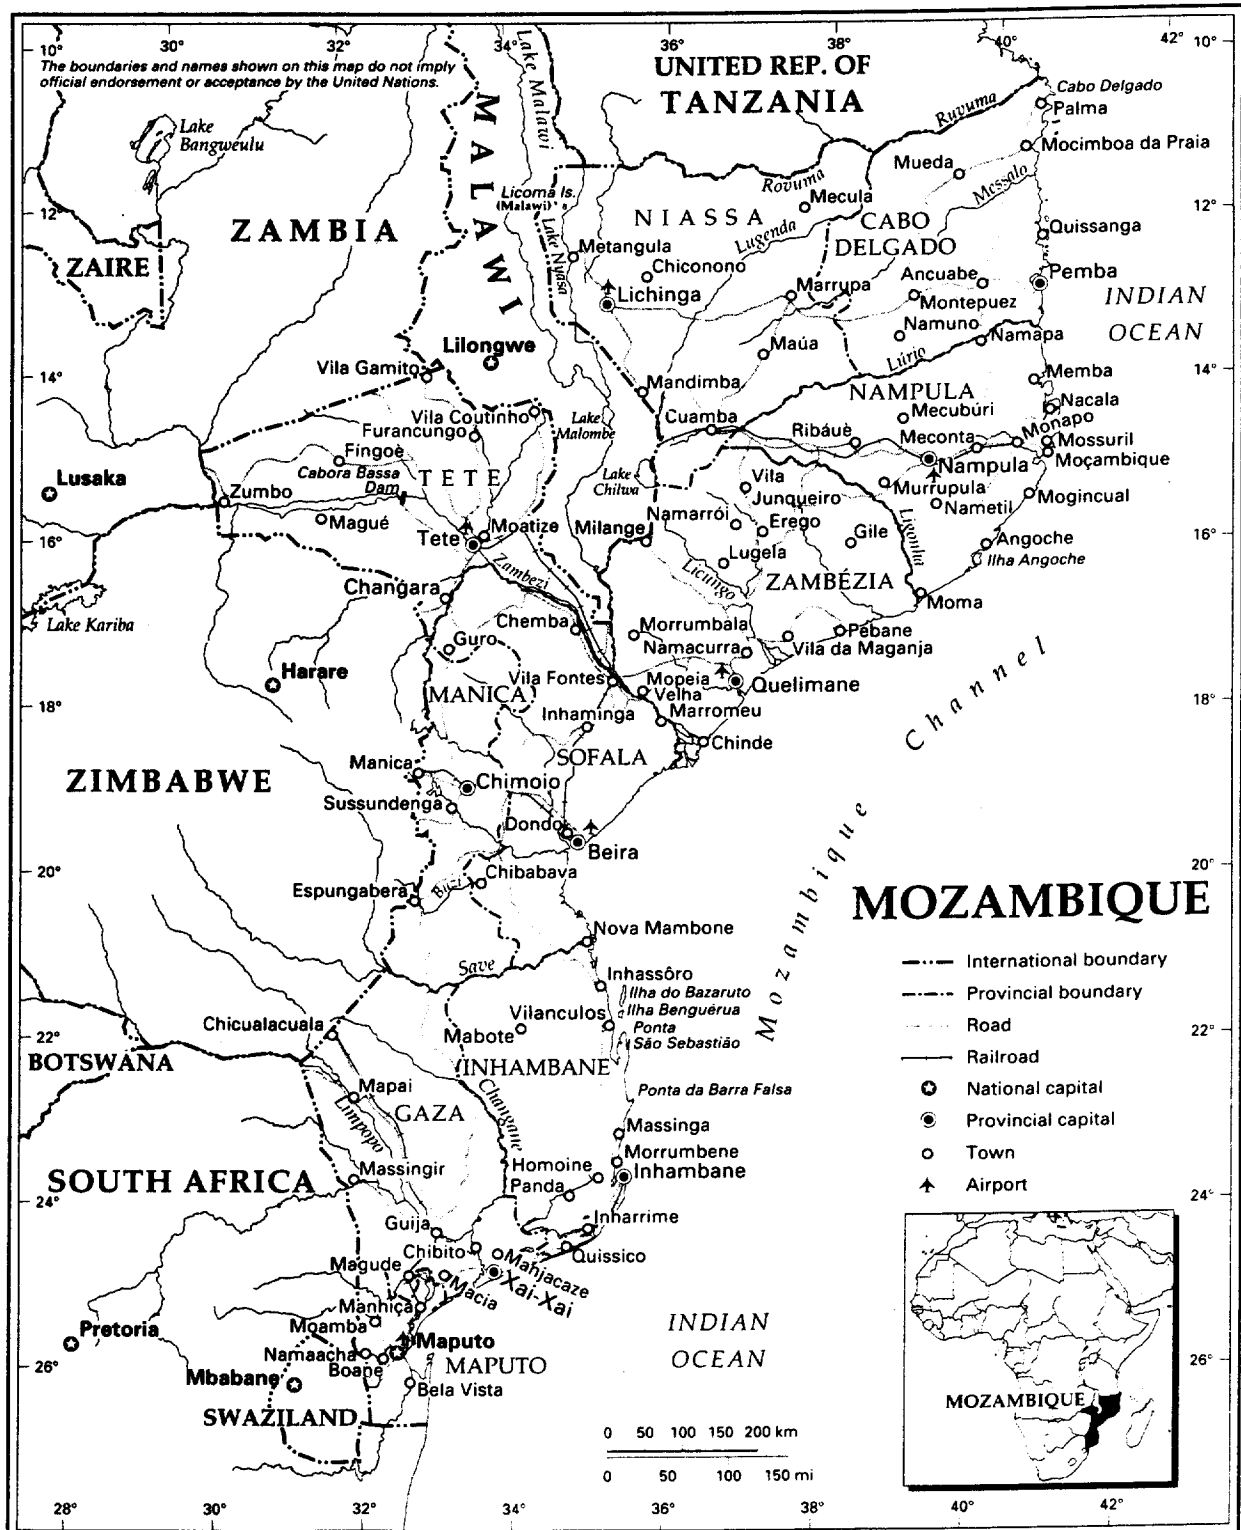 30°
32°
34°
36°
38°
40°
42°
10°
10°
The boundaries and names shown on this map do not imply
official endorsement or acceptance by the United Nations.
Lake Malawi
UNITED REP. OF
TANZANIA
Ruvuma
Cabo Delgado
Palma
MALAWI
Lake
Bangweulu
Mocimboa da Praia
Mueda
Messalo
Rovuma
Licoma Is.
(Malawi)
Mecula
12°
12°
NIASSA
CABO
DELGADO
Lugenda
Quissanga
ZAMBIA
Lake Nyasa
Metangula
Chiconono
ZAIRE
Ancuabe
Pemba
Lichinga
Marrupa
Montepuez
INDIAN
OCEAN
Namuno
Namapa
Lilongwe
Maúa
Lúrio
Vila Gamito
14°
14°
Mandimba
Memba
NAMPULA
Nacala
Vila Coutinho
Lake
Malombe
Cuamba
Mecubúri
Monapo
Furancungo
Ribáuè
Meconta
Mossuril
Fingoè
Moçambique
Nampula
Cabora Bassa
Dam
TETE
Lake
Chilwa
Vila
Junqueiro
Lusaka
Zumbo
Murrupula
Mogincual
Nametil
Magué
Moatize
Milange
Namarrói
Erego
Gile
Ligonha
Angoche
Tete
16°
16°
Ilha Angoche
Lugela
Zambezi
Licungo
ZAMBÉZIA
Changara
Moma
Lake Kariba
Chemba
Morrumbala
Pebane
Guro
Namacurra
Vila da Maganja
Harare
Vila Fontes
Mopeia
Velha
Quelimane
MANICA
18°
18°
Inhaminga
Marromeu
Chinde
SOFALA
Mozambique Channel
Manica
ZIMBABWE
Chimoio
Sussundenga
Dondo
Beira
20°
20°
Chibabava
Espungabera
Buzi
MOZAMBIQUE
Nova Mambone
Save
International boundary
Inhassôro
Ilha do Bazaruto
Provincial boundary
Vilanculos
Ilha Benguérua
Chicualacuala
Ponta
São Sebastião
Road
22°
22°
Mabote
BOTSWANA
INHAMBANE
Railroad
Mapai
Ponta da Barra Falsa
National capital
Limpopo
GAZA
Changane
Massinga
Provincial capital
Morrumbene
Town
Massingir
Homoine
Inhambane
SOUTH AFRICA
Panda
Airport
24°
24°
Guija
Inharrime
Chibito
Quissico
Magude
Mahjacaze
Macia
Xai-Xai
Manhiça
Moamba
INDIAN
OCEAN
Pretoria
Maputo
Namaacha
Boane
MAPUTO
26°
26°
Mbabane
Bela Vista
MOZAMBIQUE
SWAZILAND
0 50 100 150 200 km
0 50 100 150 mi
28°
30°
32°
34°
36°
38°
40°
42°